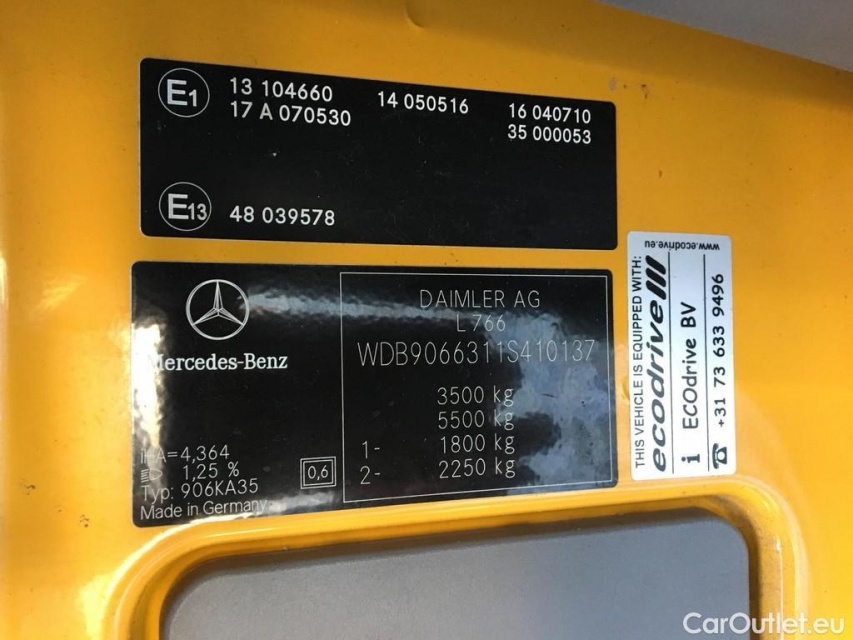 E1 13 104660 14 050516 16 040710
17 A 070530 35 000053
E13 48 039578
Mercedes-Benz
iHA=4,364
1,25 %
Typ: 906KA35
Made in Germany
0,6
DAIMLER AG
L 766
WDB9066311S410137
3500 kg
5500 kg
1- 1800 kg
2- 2250 kg
THIS VEHICLE IS EQUIPPED WITH:
ecodrive
i ECOdrive BV
☎ +31 73 633 9496
www.ecodrive.eu
CarOutlet.eu